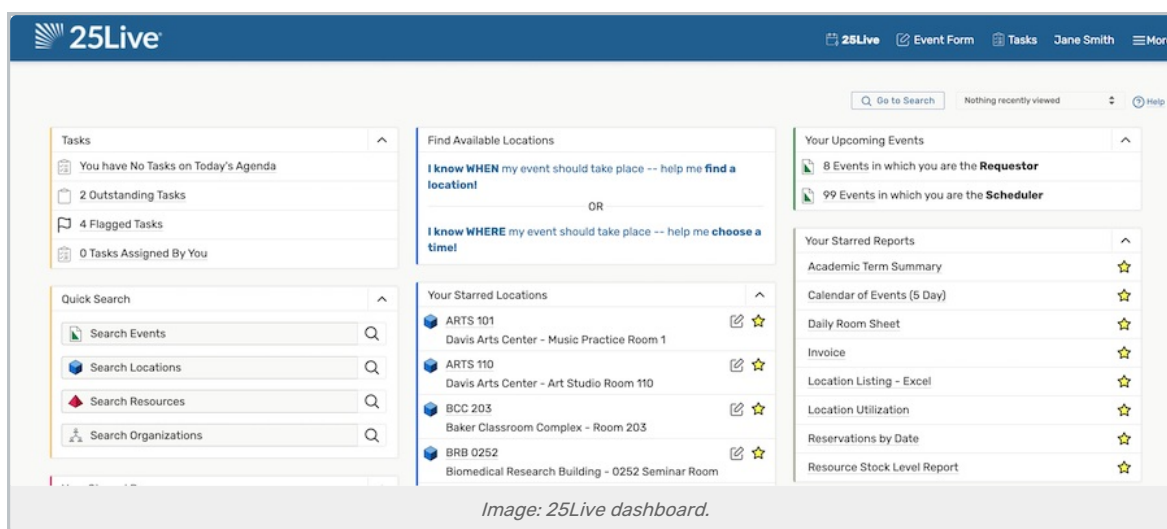 25Live
25Live
Event Form
Tasks
Jane Smith
Go to Search
Nothing recently viewed
Help
Tasks
You have No Tasks on Today's Agenda
2 Outstanding Tasks
4 Flagged Tasks
0 Tasks Assigned By You
Quick Search
Search Events
Search Locations
Search Resources
Search Organizations
Find Available Locations
I know WHEN my event should take place -- help me find a
location!
OR
I know WHERE my event should take place -- help me choose a
time!
Your Starred Locations
ARTS 101
Davis Arts Center - Music Practice Room 1
ARTS 110
Davis Arts Center - Art Studio Room 110
BCC 203
Baker Classroom Complex - Room 203
BRB 0252
Biomedical Research Building - 0252 Seminar Room
Your Upcoming Events
8 Events in which you are the Requestor
99 Events in which you are the Scheduler
Your Starred Reports
Academic Term Summary
Calendar of Events (5 Day)
Daily Room Sheet
Invoice
Location Listing - Excel
Location Utilization
Reservations by Date
Resource Stock Level Report
Image: 25Live dashboard.